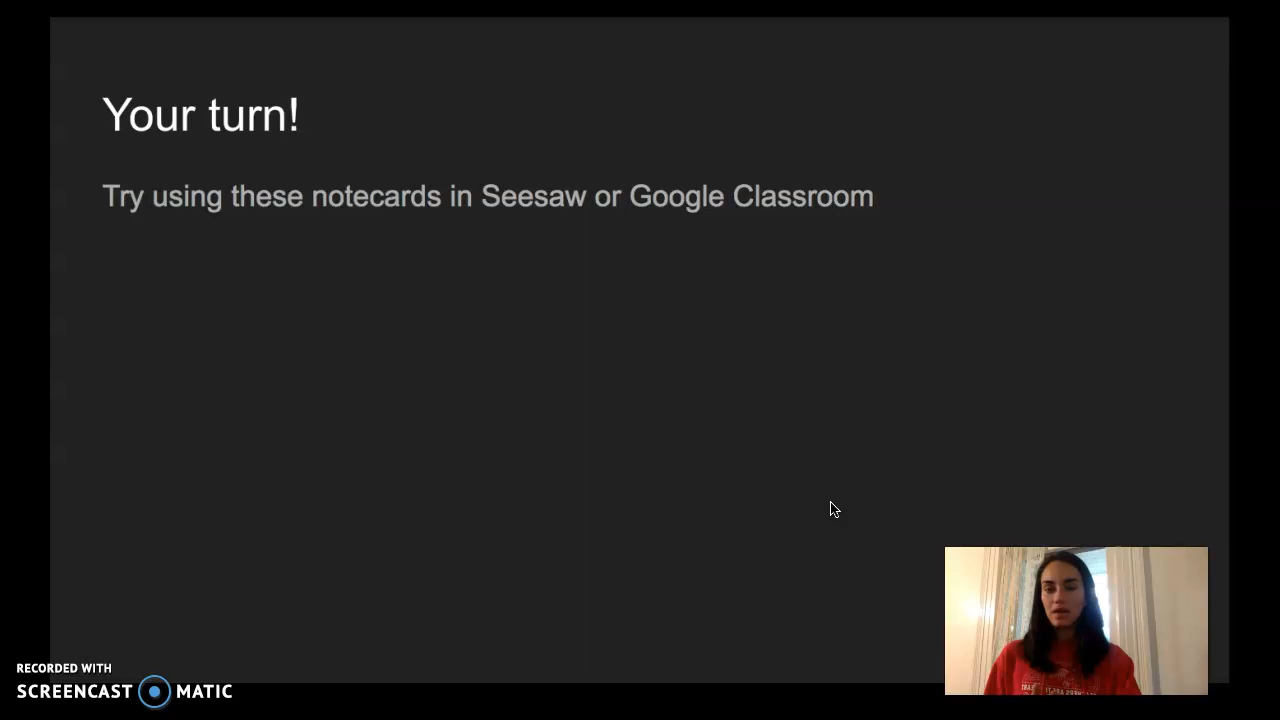 Your turn!
Try using these notecards in Seesaw or Google Classroom
RECORDED WITH
SCREENCAST MATIC